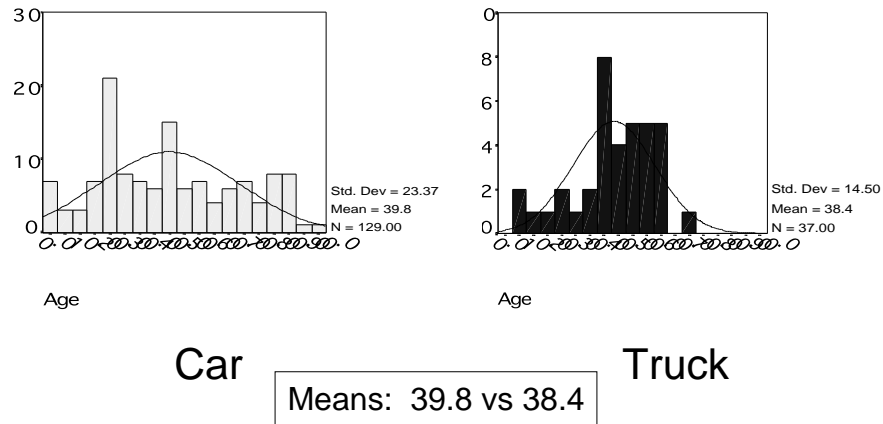 30
20
10
0
Std. Dev = 23.37
Mean = 39.8
N = 129.00
Age
0
8
6
4
2
0
Std. Dev = 14.50
Mean = 38.4
N = 37.00
Age
Car
Truck
Means: 39.8 vs 38.4